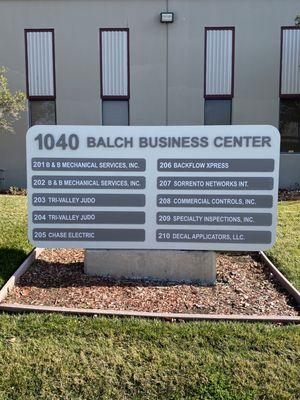 1040 BALCH BUSINESS CENTER
201 B & B MECHANICAL SERVICES, INC.
202 B & B MECHANICAL SERVICES, INC.
203 TRI-VALLEY JUDO
204 TRI-VALLEY JUDO
205 CHASE ELECTRIC
206 BACKFLOW XPRESS
207 SORRENTO NETWORKS INT.
208 COMMERCIAL CONTROLS, INC.
209 SPECIALTY INSPECTIONS, INC.
210 DECAL APPLICATORS, LLC.